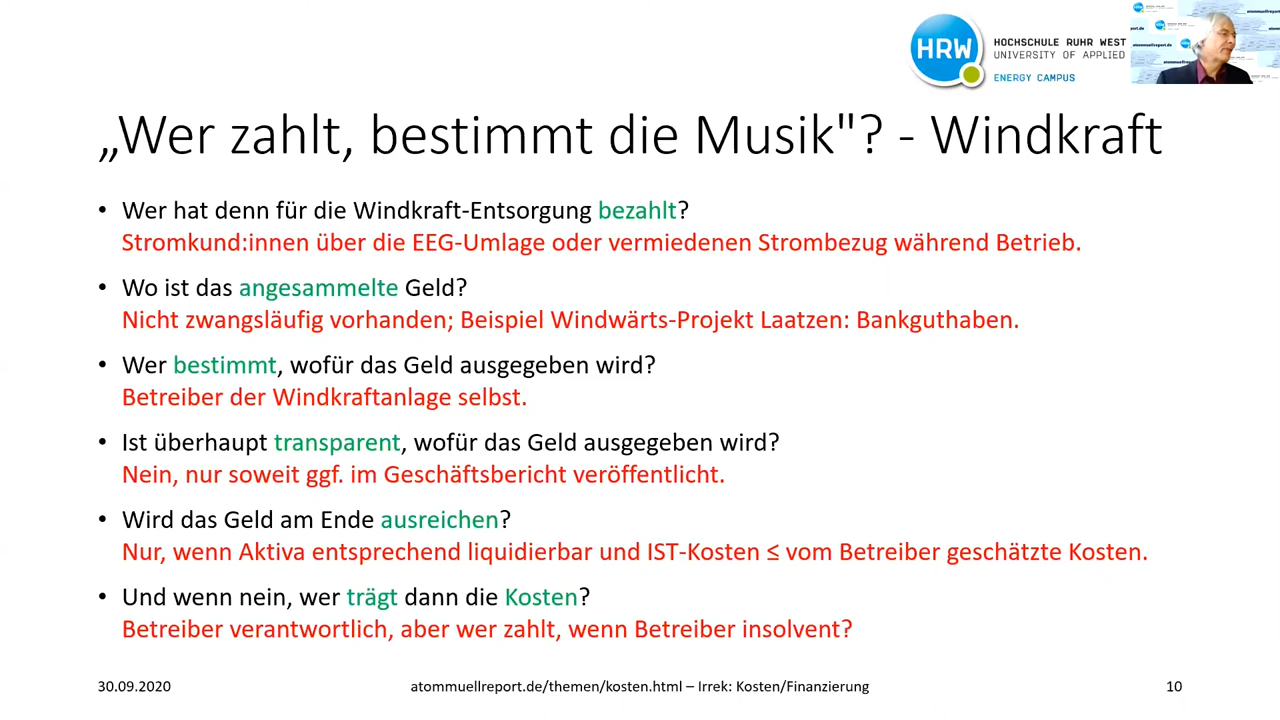 HRW
HOCHSCHULE RUHR WEST
UNIVERSITY OF APPLIED
ENERGY CAMPUS
atommuellreport.de
„Wer zahlt, bestimmt die Musik"? - Windkraft
• Wer hat denn für die Windkraft-Entsorgung bezahlt?
Stromkund:innen über die EEG-Umlage oder vermiedenen Strombezug während Betrieb.
• Wo ist das angesammelte Geld?
Nicht zwangsläufig vorhanden; Beispiel Windwärts-Projekt Laatzen: Bankguthaben.
• Wer bestimmt, wofür das Geld ausgegeben wird?
Betreiber der Windkraftanlage selbst.
• Ist überhaupt transparent, wofür das Geld ausgegeben wird?
Nein, nur soweit ggf. im Geschäftsbericht veröffentlicht.
• Wird das Geld am Ende ausreichen?
Nur, wenn Aktiva entsprechend liquidierbar und IST-Kosten ≤ vom Betreiber geschätzte Kosten.
• Und wenn nein, wer trägt dann die Kosten?
Betreiber verantwortlich, aber wer zahlt, wenn Betreiber insolvent?
30.09.2020
atommuellreport.de/themen/kosten.html – Irrek: Kosten/Finanzierung
10